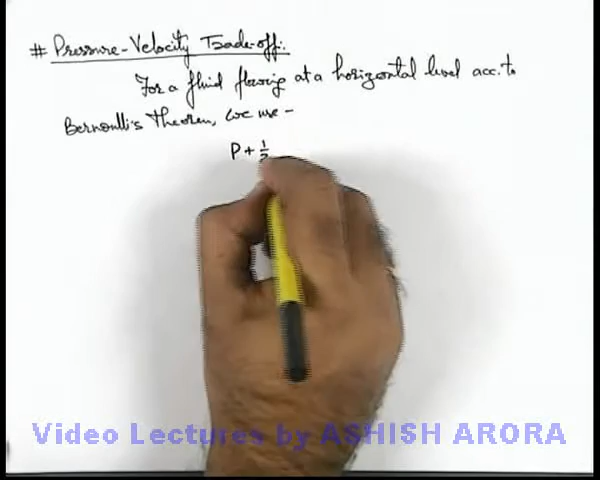 # Pressure-Velocity Trade-off:
For a fluid flowing at a horizontal level acc. to
Bernoulli's Theorem, we use -
P + 1/2
Video Lectures by ASHISH ARORA